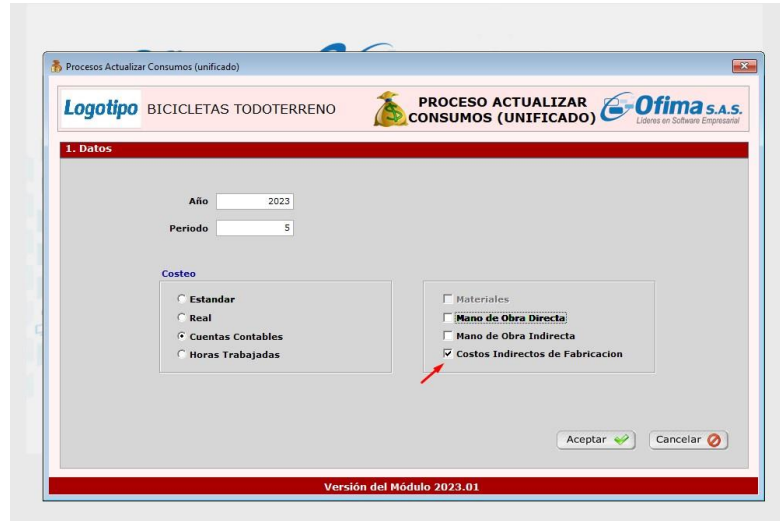 Procesos Actualizar Consumos (unificado)
Logotipo BICICLETAS TODOTERRENO
PROCESO ACTUALIZAR
CONSUMOS (UNIFICADO)
Ofima S.A.S.
Líderes en Software Empresarial
1. Datos
Año 2023
Periodo 5
Costeo
Estandar
Real
Cuentas Contables
Horas Trabajadas
Materiales
Mano de Obra Directa
Mano de Obra Indirecta
Costos Indirectos de Fabricacion
Aceptar
Cancelar
Versión del Módulo 2023.01